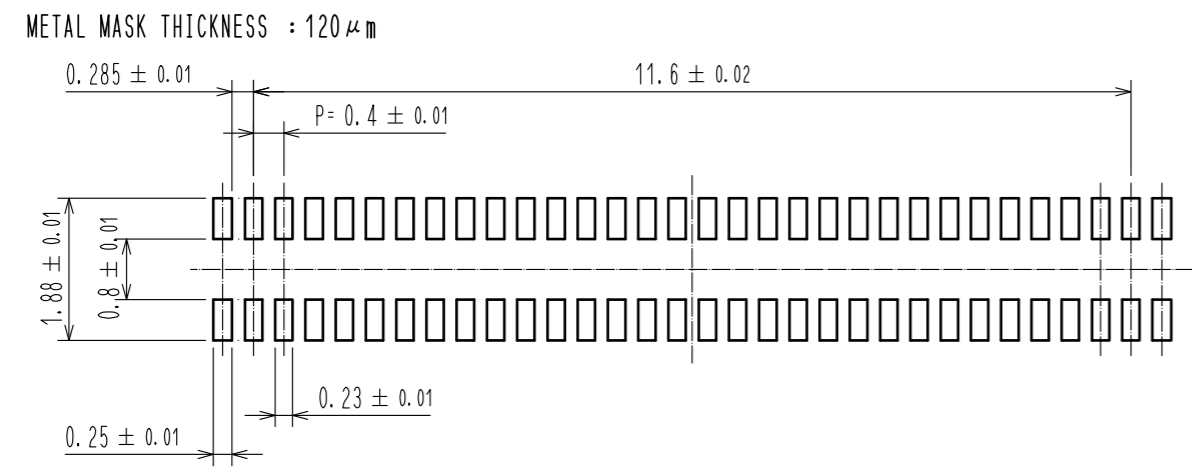 METAL MASK THICKNESS : 120μm
0.285 ± 0.01
11.6 ± 0.02
P= 0.4 ± 0.01
1.88 ± 0.01
0.8 ± 0.01
0.23 ± 0.01
0.25 ± 0.01